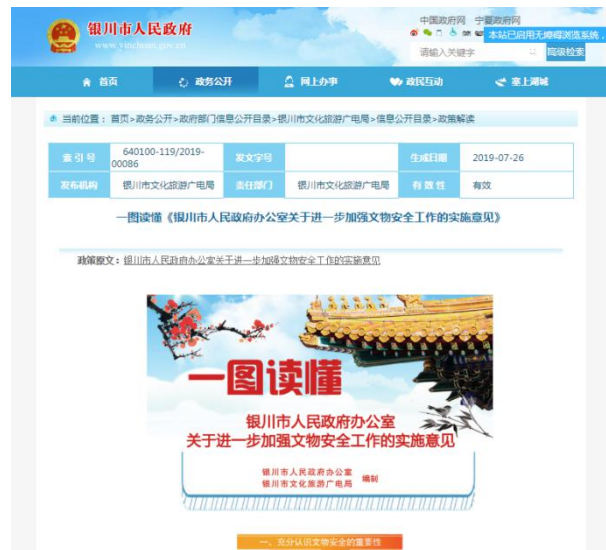 银川市人民政府
www.yinchuan.gov.cn
中国政府网 宁夏政府网
本站已启用无障碍浏览系统,
请输入关键字
高级检索
首页 政务公开 网上办事 政民互动 塞上湖城
当前位置：首页>政务公开>政府部门信息公开目录>银川市文化旅游广电局>信息公开目录>政策解读
索引号 640100-119/2019-00086 发文字号 生成日期 2019-07-26
发布机构 银川市文化旅游广电局 责任部门 银川市文化旅游广电局 有效性 有效
一图读懂《银川市人民政府办公室关于进一步加强文物安全工作的实施意见》
政策原文：银川市人民政府办公室关于进一步加强文物安全工作的实施意见
一图读懂
银川市人民政府办公室
关于进一步加强文物安全工作的实施意见
银川市人民政府办公室
银川市文化旅游广电局 编制
一、充分认识文物安全的重要性